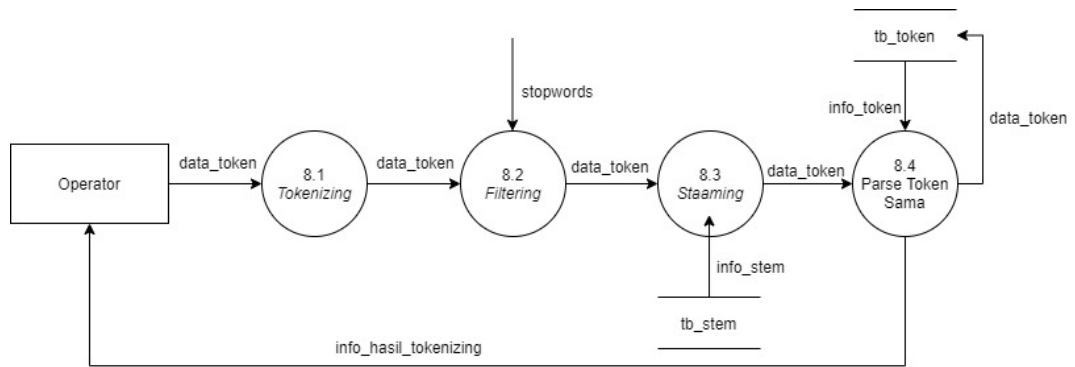 tb_token
stopwords
info_token
data_token
Operator
data_token
8.1
Tokenizing
data_token
8.2
Filtering
data_token
8.3
Staaming
data_token
8.4
Parse Token
Sama
info_stem
tb_stem
info_hasil_tokenizing